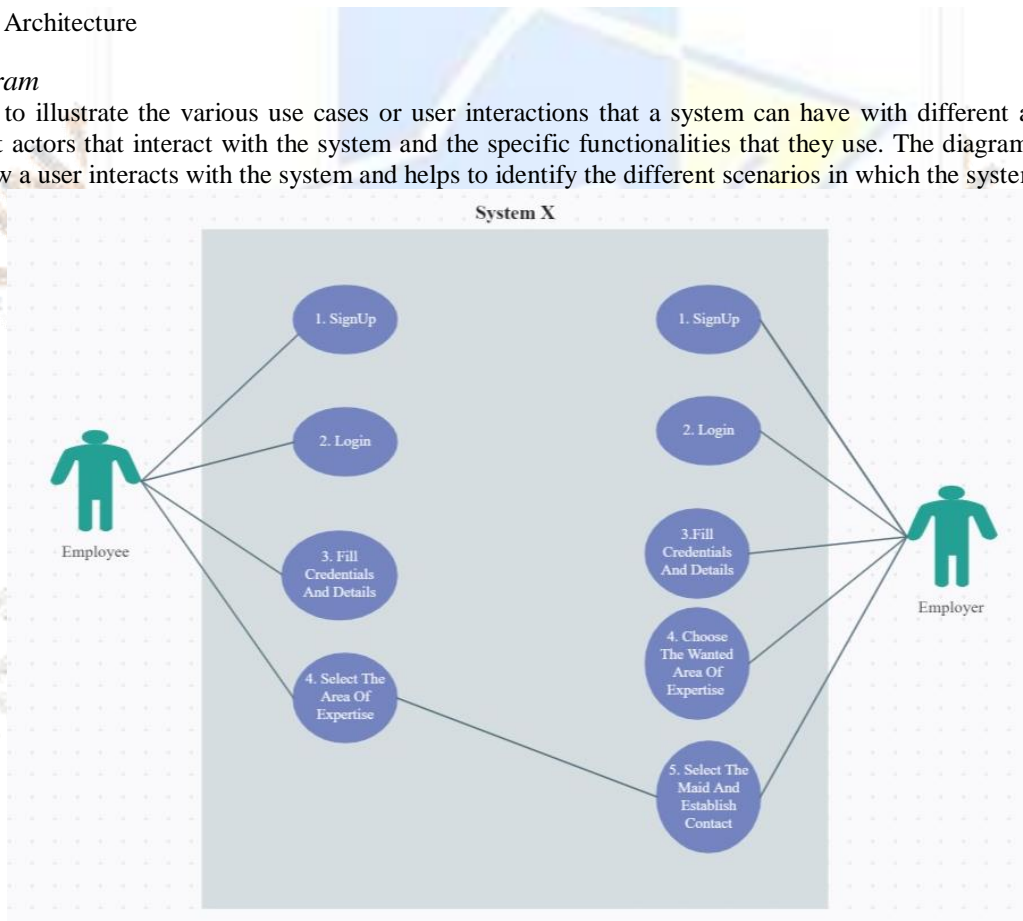 Architecture
ram
to illustrate the various use cases or user interactions that a system can have with different a
t actors that interact with the system and the specific functionalities that they use. The diagram
w a user interacts with the system and helps to identify the different scenarios in which the system
System X
1. SignUp
1. SignUp
2. Login
2. Login
3. Fill
Credentials
And Details
3.Fill
Credentials
And Details
Employee
Employer
4. Select The
Area Of
Expertise
4. Choose
The Wanted
Area Of
Expertise
5. Select The
Maid And
Establish
Contact